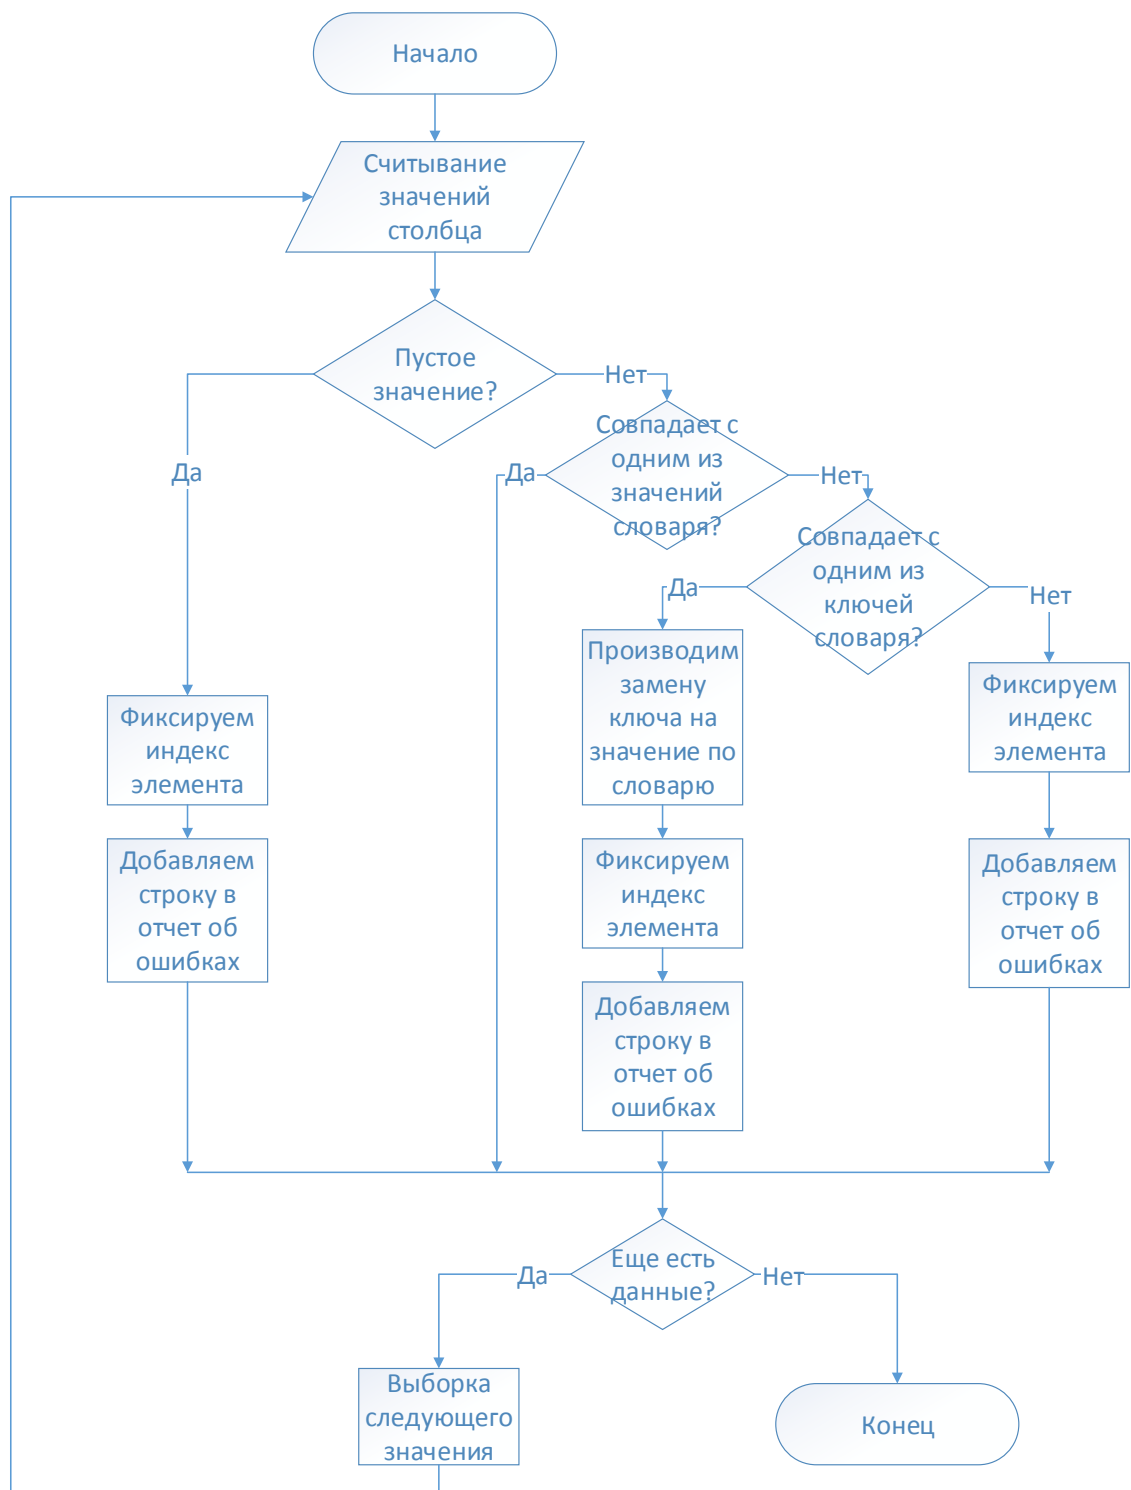 Начало
Считывание
значений
столбца
Пустое
значение?
Нет
Совпадает с
одним из
значений
словаря?
Да
Да
Нет
Совпадает с
одним из
ключей
словаря?
Да
Нет
Производим
замену
ключа на
значение по
словарю
Фиксируем
индекс
элемента
Фиксируем
индекс
элемента
Добавляем
строку в
отчет об
ошибках
Фиксируем
индекс
элемента
Добавляем
строку в
отчет об
ошибках
Добавляем
строку в
отчет об
ошибках
Еще есть
данные?
Да
Нет
Выборка
следующего
значения
Конец